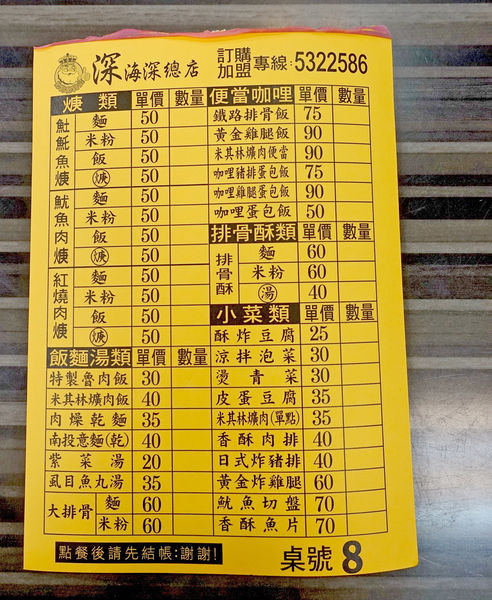 深海深總店 訂購加盟專線:5322586
焿類 單價 數量
魠魠魚焿 麵 50
米粉 50
飯 50
焿 50
魷魚肉焿 麵 50
米粉 50
飯 50
焿 50
紅燒肉焿 麵 50
米粉 50
飯 50
焿 50
飯麵湯類 單價 數量
特製魯肉飯 30
米其林爌肉飯 40
肉燥乾麵 35
南投意麵(乾) 40
紫菜湯 20
虱目魚丸湯 35
大排骨 麵 60
米粉 60
便當咖哩 單價 數量
鐵路排骨飯 75
黃金雞腿飯 90
米其林爌肉便當 90
咖哩豬排蛋包飯 75
咖哩雞腿蛋包飯 90
咖哩蛋包飯 50
排骨酥類 單價 數量
排骨酥 麵 60
米粉 60
湯 40
小菜類 單價 數量
酥炸豆腐 25
涼拌泡菜 30
燙青菜 30
皮蛋豆腐 35
米其林爌肉(單點) 35
香酥肉排 40
日式炸豬排 40
黃金炸雞腿 60
魷魚切盤 70
香酥魚片 70
點餐後請先結帳:謝謝!
桌號 8